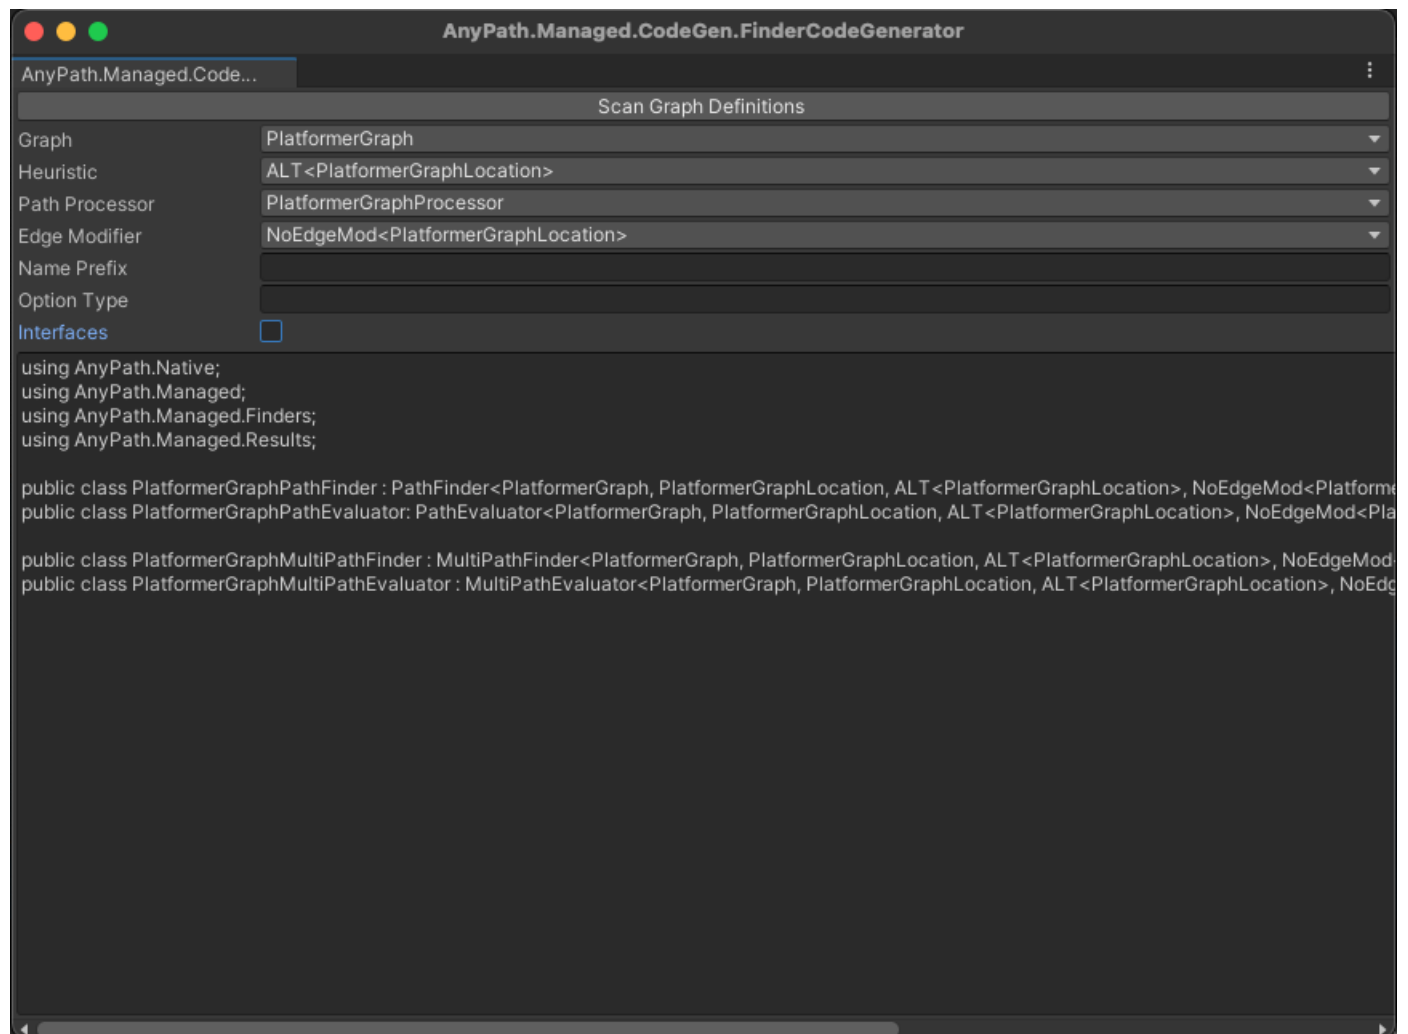 AnyPath.Managed.CodeGen.FinderCodeGenerator
AnyPath.Managed.Code...
Scan Graph Definitions
Graph PlatformerGraph
Heuristic ALT<PlatformerGraphLocation>
Path Processor PlatformerGraphProcessor
Edge Modifier NoEdgeMod<PlatformerGraphLocation>
Name Prefix
Option Type
Interfaces
using AnyPath.Native;
using AnyPath.Managed;
using AnyPath.Managed.Finders;
using AnyPath.Managed.Results;
public class PlatformerGraphPathFinder : PathFinder<PlatformerGraph, PlatformerGraphLocation, ALT<PlatformerGraphLocation>, NoEdgeMod<Platforme
public class PlatformerGraphPathEvaluator: PathEvaluator<PlatformerGraph, PlatformerGraphLocation, ALT<PlatformerGraphLocation>, NoEdgeMod<Pla
public class PlatformerGraphMultiPathFinder : MultiPathFinder<PlatformerGraph, PlatformerGraphLocation, ALT<PlatformerGraphLocation>, NoEdgeMod
public class PlatformerGraphMultiPathEvaluator : MultiPathEvaluator<PlatformerGraph, PlatformerGraphLocation, ALT<PlatformerGraphLocation>, NoEdg